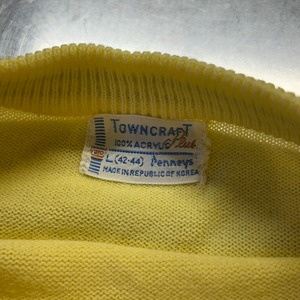 TOWNCRAFT
Plus
100% ACRYLIC
L (42-44) Penneys
MADE IN REPUBLIC OF KOREA